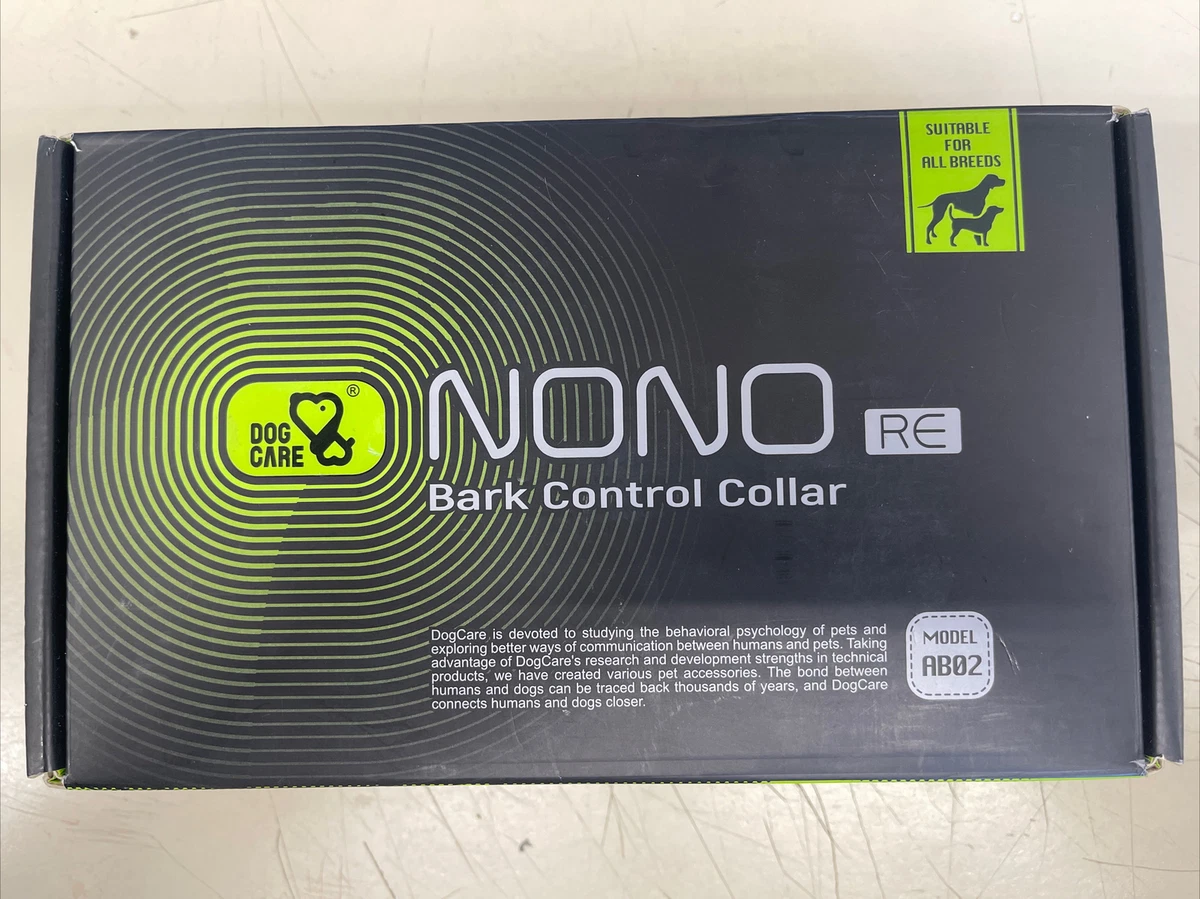 SUITABLE
FOR
ALL BREEDS
DOG
CARE
®
NONO
RE
Bark Control Collar
DogCare is devoted to studying the behavioral psychology of pets and
exploring better ways of communication between humans and pets. Taking
advantage of DogCare's research and development strengths in technical
products, we have created various pet accessories. The bond between
humans and dogs can be traced back thousands of years, and DogCare
connects humans and dogs closer.
MODEL
AB02